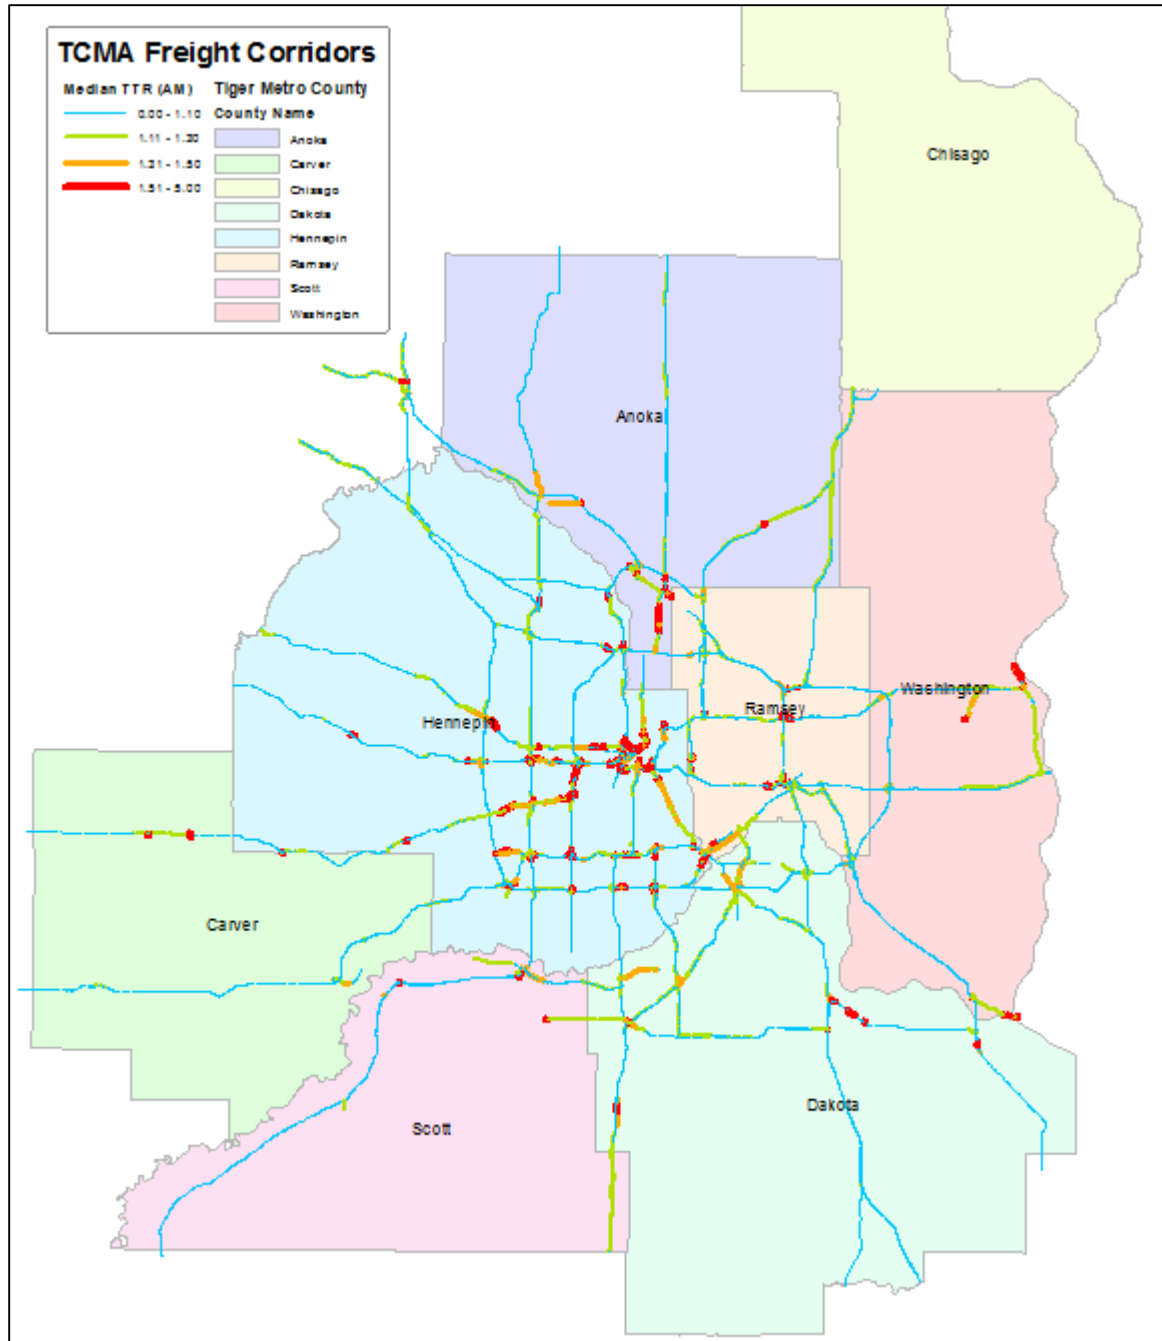 TCMA Freight Corridors
Median TTR (AM) Tiger Metro County
0.00 - 1.10 County Name
1.11 - 1.20 Anoka
1.21 - 1.50 Carver
1.51 - 5.00 Chisago
Dakota
Hennepin
Ramsey
Scott
Washington
Chisago
Anoka
Washington
Ramsey
Hennepin
Carver
Dakota
Scott